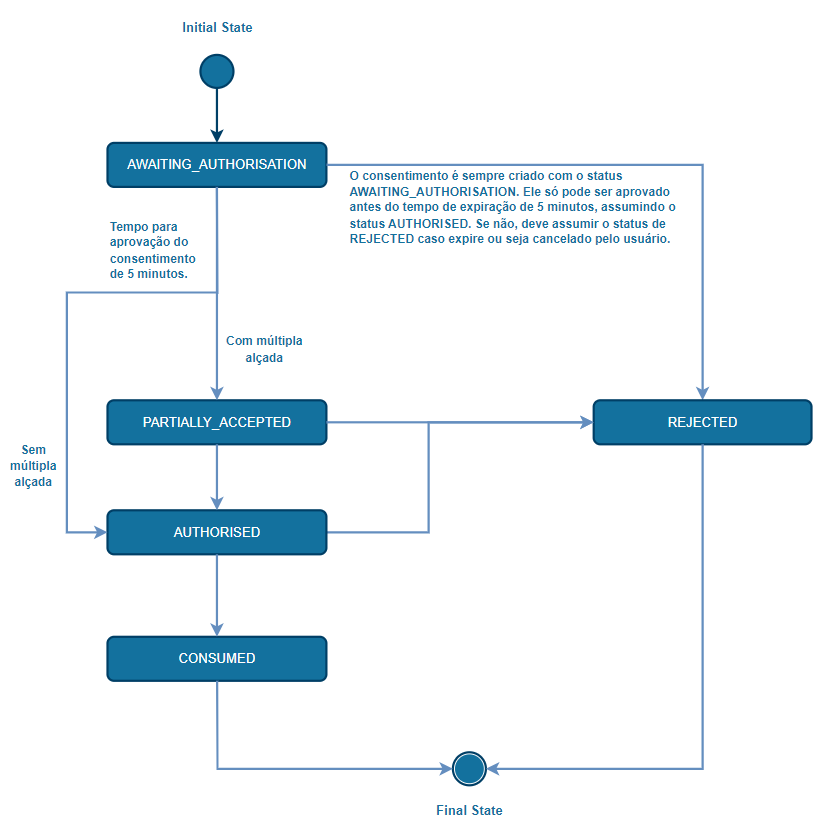 Initial State
AWAITING_AUTHORISATION
O consentimento é sempre criado com o status
AWAITING_AUTHORISATION. Ele só pode ser aprovado
antes do tempo de expiração de 5 minutos, assumindo o
status AUTHORISED. Se não, deve assumir o status de
REJECTED caso expire ou seja cancelado pelo usuário.
Tempo para
aprovação do
consentimento
de 5 minutos.
Com múltipla
alçada
PARTIALLY_ACCEPTED
REJECTED
Sem
múltipla
alçada
AUTHORISED
CONSUMED
Final State